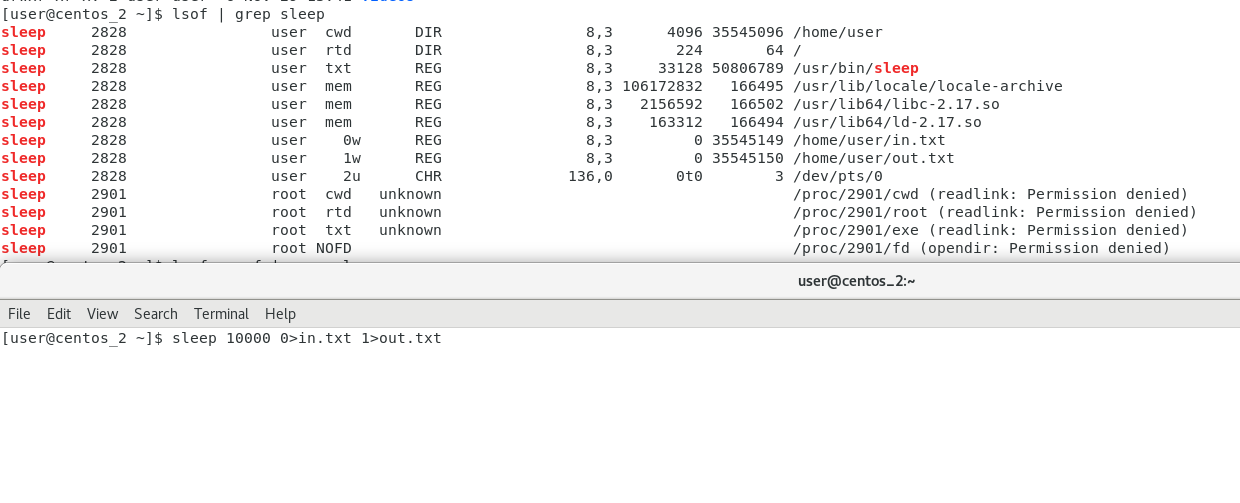 [user@centos_2 ~]$ lsof | grep sleep
sleep     2828                user  cwd       DIR                8,3      4096 35545096 /home/user
sleep     2828                user  rtd       DIR                8,3       224       64 /
sleep     2828                user  txt       REG                8,3     33128 50806789 /usr/bin/sleep
sleep     2828                user  mem       REG                8,3 106172832   166495 /usr/lib/locale/locale-archive
sleep     2828                user  mem       REG                8,3   2156592   166502 /usr/lib64/libc-2.17.so
sleep     2828                user  mem       REG                8,3    163312   166494 /usr/lib64/ld-2.17.so
sleep     2828                user    0w      REG                8,3         0 35545149 /home/user/in.txt
sleep     2828                user    1w      REG                8,3         0 35545150 /home/user/out.txt
sleep     2828                user    2u      CHR              136,0       0t0        3 /dev/pts/0
sleep     2901                root  cwd   unknown                                       /proc/2901/cwd (readlink: Permission denied)
sleep     2901                root  rtd   unknown                                       /proc/2901/root (readlink: Permission denied)
sleep     2901                root  txt   unknown                                       /proc/2901/exe (readlink: Permission denied)
sleep     2901                root NOFD                                                 /proc/2901/fd (opendir: Permission denied)
user@centos_2:~
File Edit View Search Terminal Help
[user@centos_2 ~]$ sleep 10000 0>in.txt 1>out.txt